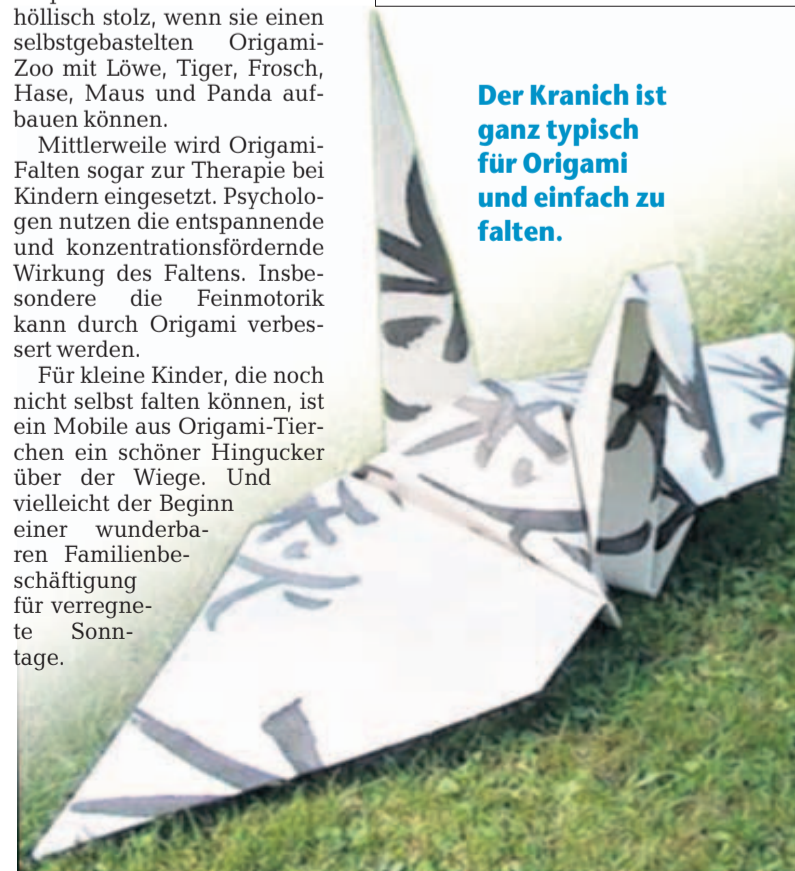 höllisch stolz, wenn sie einen
selbstgebastelten Origami-
Zoo mit Löwe, Tiger, Frosch,
Hase, Maus und Panda auf-
bauen können.
Mittlerweile wird Origami-
Falten sogar zur Therapie bei
Kindern eingesetzt. Psycholo-
gen nutzen die entspannende
und konzentrationsfördernde
Wirkung des Faltens. Insbe-
sondere die Feinmotorik
kann durch Origami verbes-
sert werden.
Für kleine Kinder, die noch
nicht selbst falten können, ist
ein Mobile aus Origami-Tier-
chen ein schöner Hingucker
über der Wiege. Und
vielleicht der Beginn
einer wunderba-
ren Familienbe-
schäftigung
für verregne-
te Sonn-
tage.
Der Kranich ist
ganz typisch
für Origami
und einfach zu
falten.